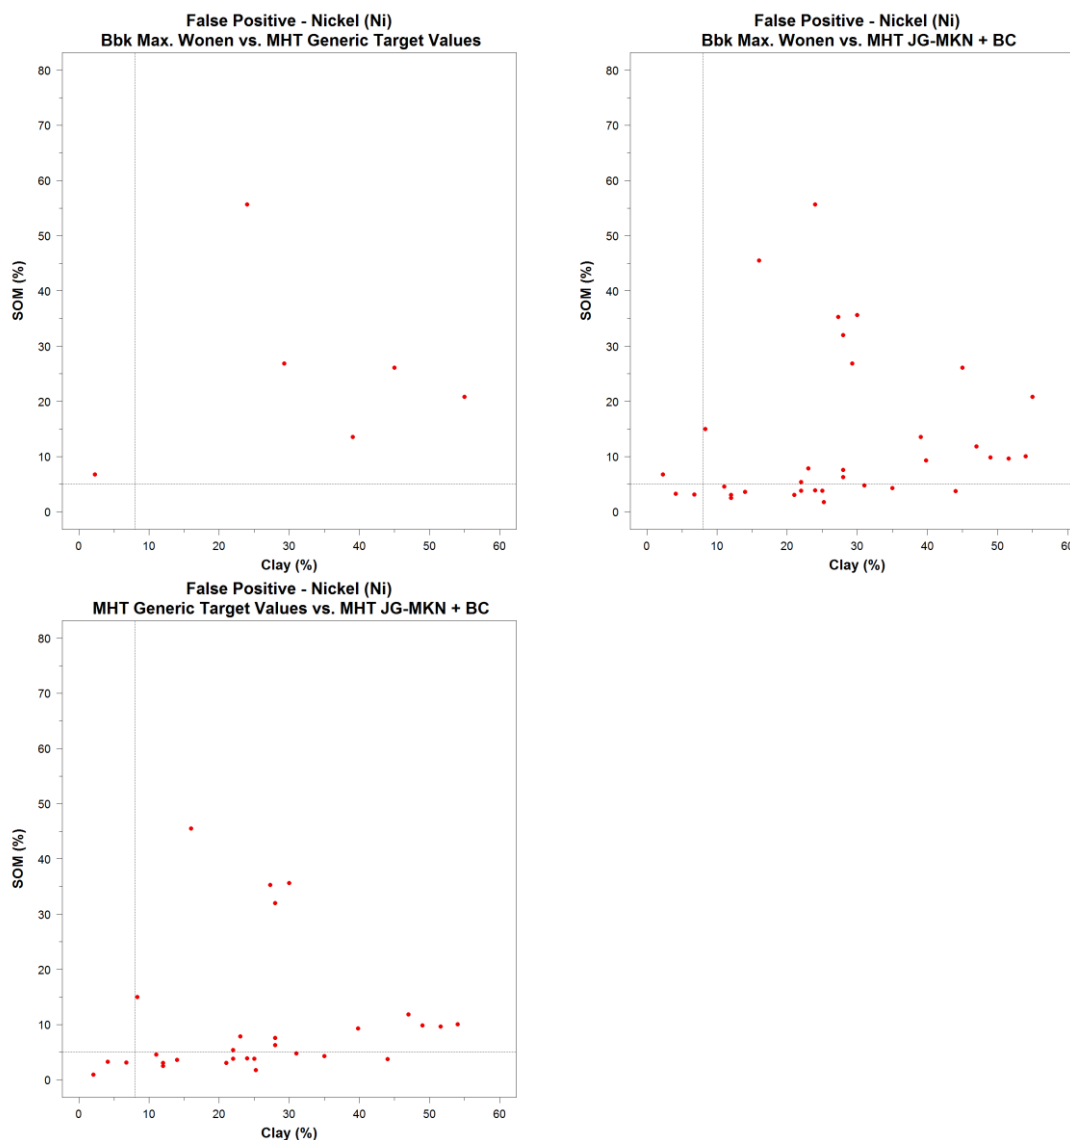 False Positive - Nickel (Ni)
Bbk Max. Wonen vs. MHT Generic Target Values
80
70
60
50
40
30
20
10
0
SOM (%)
0 10 20 30 40 50 60
Clay (%)
False Positive - Nickel (Ni)
Bbk Max. Wonen vs. MHT JG-MKN + BC
80
70
60
50
40
30
20
10
0
SOM (%)
0 10 20 30 40 50 60
Clay (%)
False Positive - Nickel (Ni)
MHT Generic Target Values vs. MHT JG-MKN + BC
80
70
60
50
40
30
20
10
0
SOM (%)
0 10 20 30 40 50 60
Clay (%)